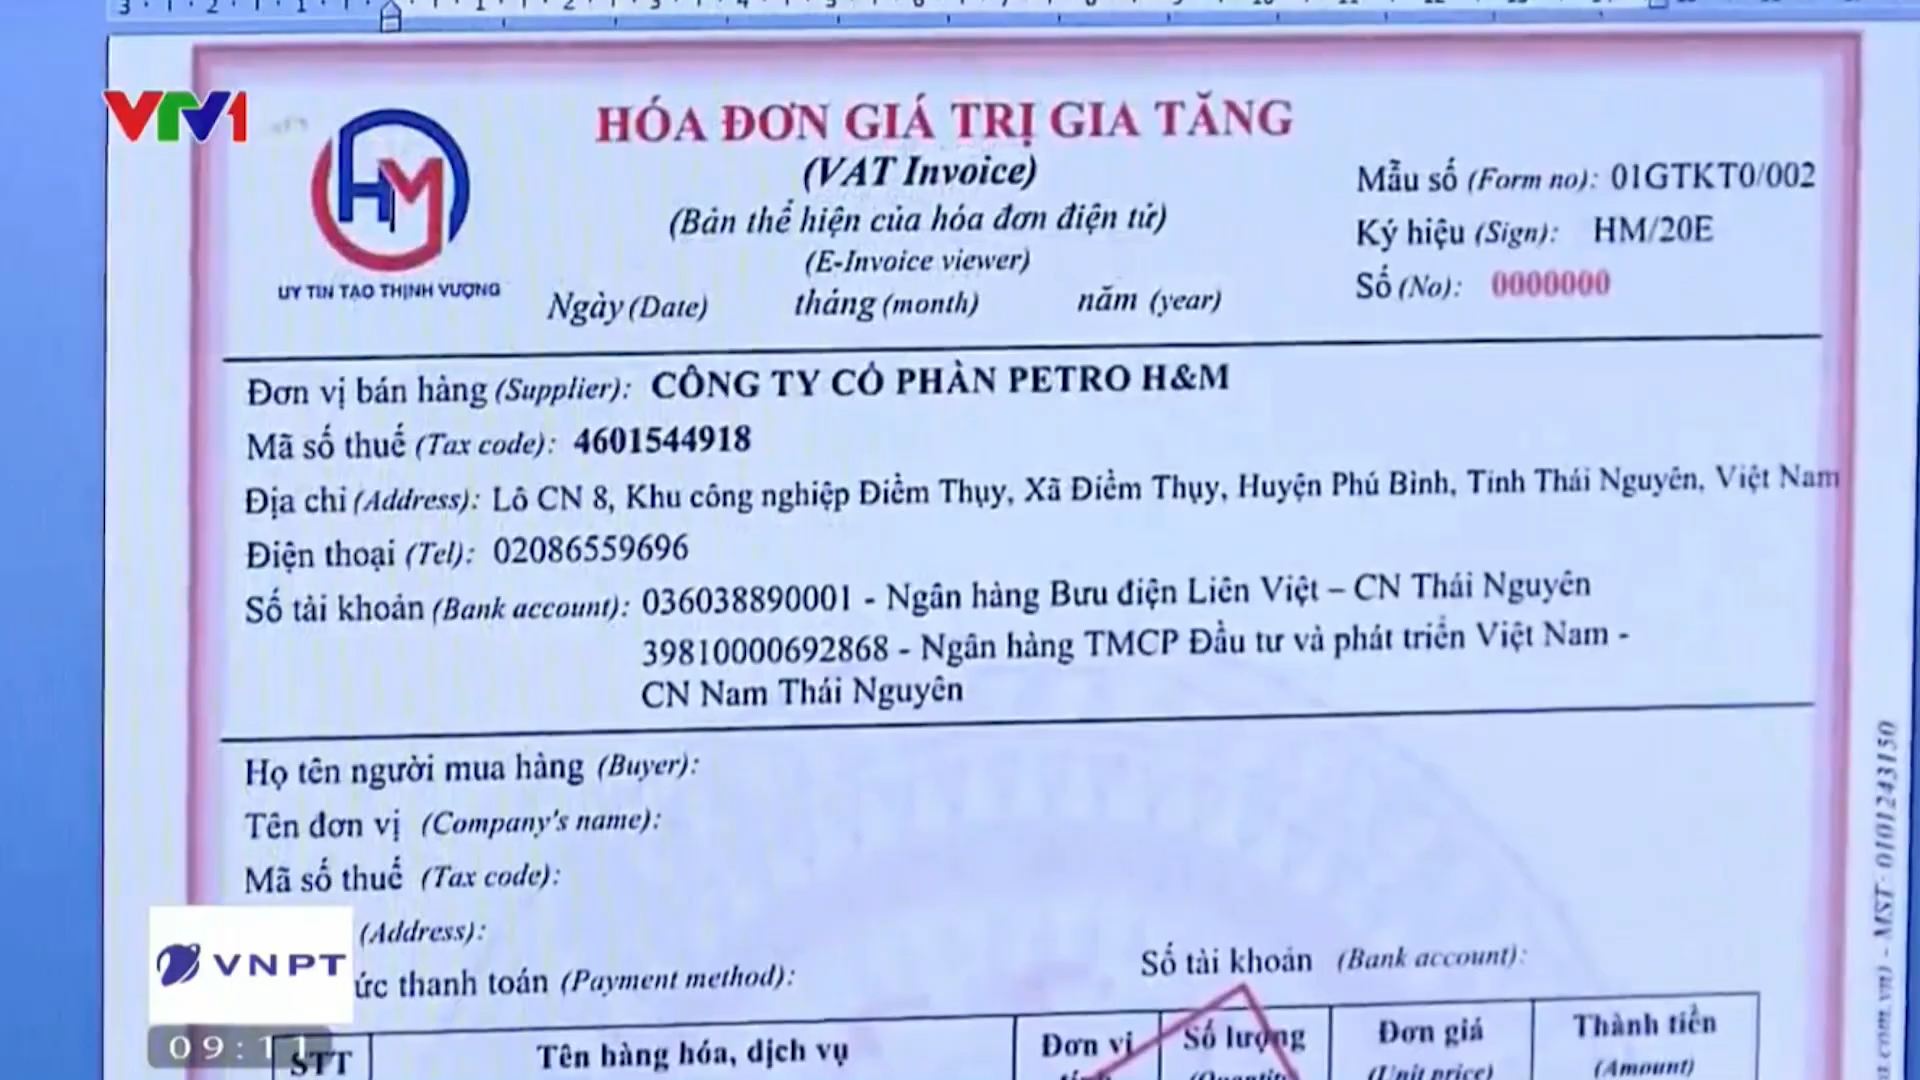 VTV1
HM
UY TÍN TẠO THỊNH VƯỢNG
HÓA ĐƠN GIÁ TRỊ GIA TĂNG
(VAT Invoice)
(Bản thể hiện của hóa đơn điện tử)
(E-Invoice viewer)
Ngày (Date) tháng (month) năm (year)
Mẫu số (Form no): 01GTKT0/002
Ký hiệu (Sign): HM/20E
Số (No): 0000000
Đơn vị bán hàng (Supplier): CÔNG TY CỔ PHẦN PETRO H&M
Mã số thuế (Tax code): 4601544918
Địa chỉ (Address): Lô CN 8, Khu công nghiệp Điềm Thụy, Xã Điềm Thụy, Huyện Phú Bình, Tỉnh Thái Nguyên, Việt Nam
Điện thoại (Tel): 02086559696
Số tài khoản (Bank account): 036038890001 - Ngân hàng Bưu điện Liên Việt – CN Thái Nguyên
39810000692868 - Ngân hàng TMCP Đầu tư và phát triển Việt Nam -
CN Nam Thái Nguyên
Họ tên người mua hàng (Buyer):
Tên đơn vị (Company's name):
Mã số thuế (Tax code):
(Address):
ức thanh toán (Payment method):
Số tài khoản (Bank account):
STT
Tên hàng hóa, dịch vụ
Đơn vị
Số lượng
Đơn giá
(Unit price)
Thành tiền
(Amount)
VNPT
09:11
.com.vn) - MST: 0101243150